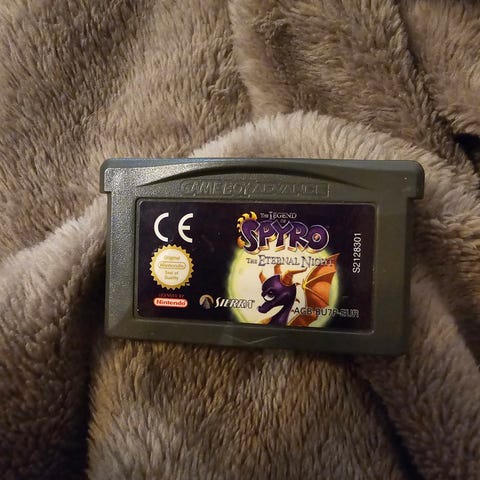 GAME BOY ADVANCE
CE
THE LEGEND
OF
SPYRO
THE ETERNAL NIGHT
Original
Nintendo
Seal of
Quality
Nintendo
SIERRA
AGB-BU7P-EUR
S2128301